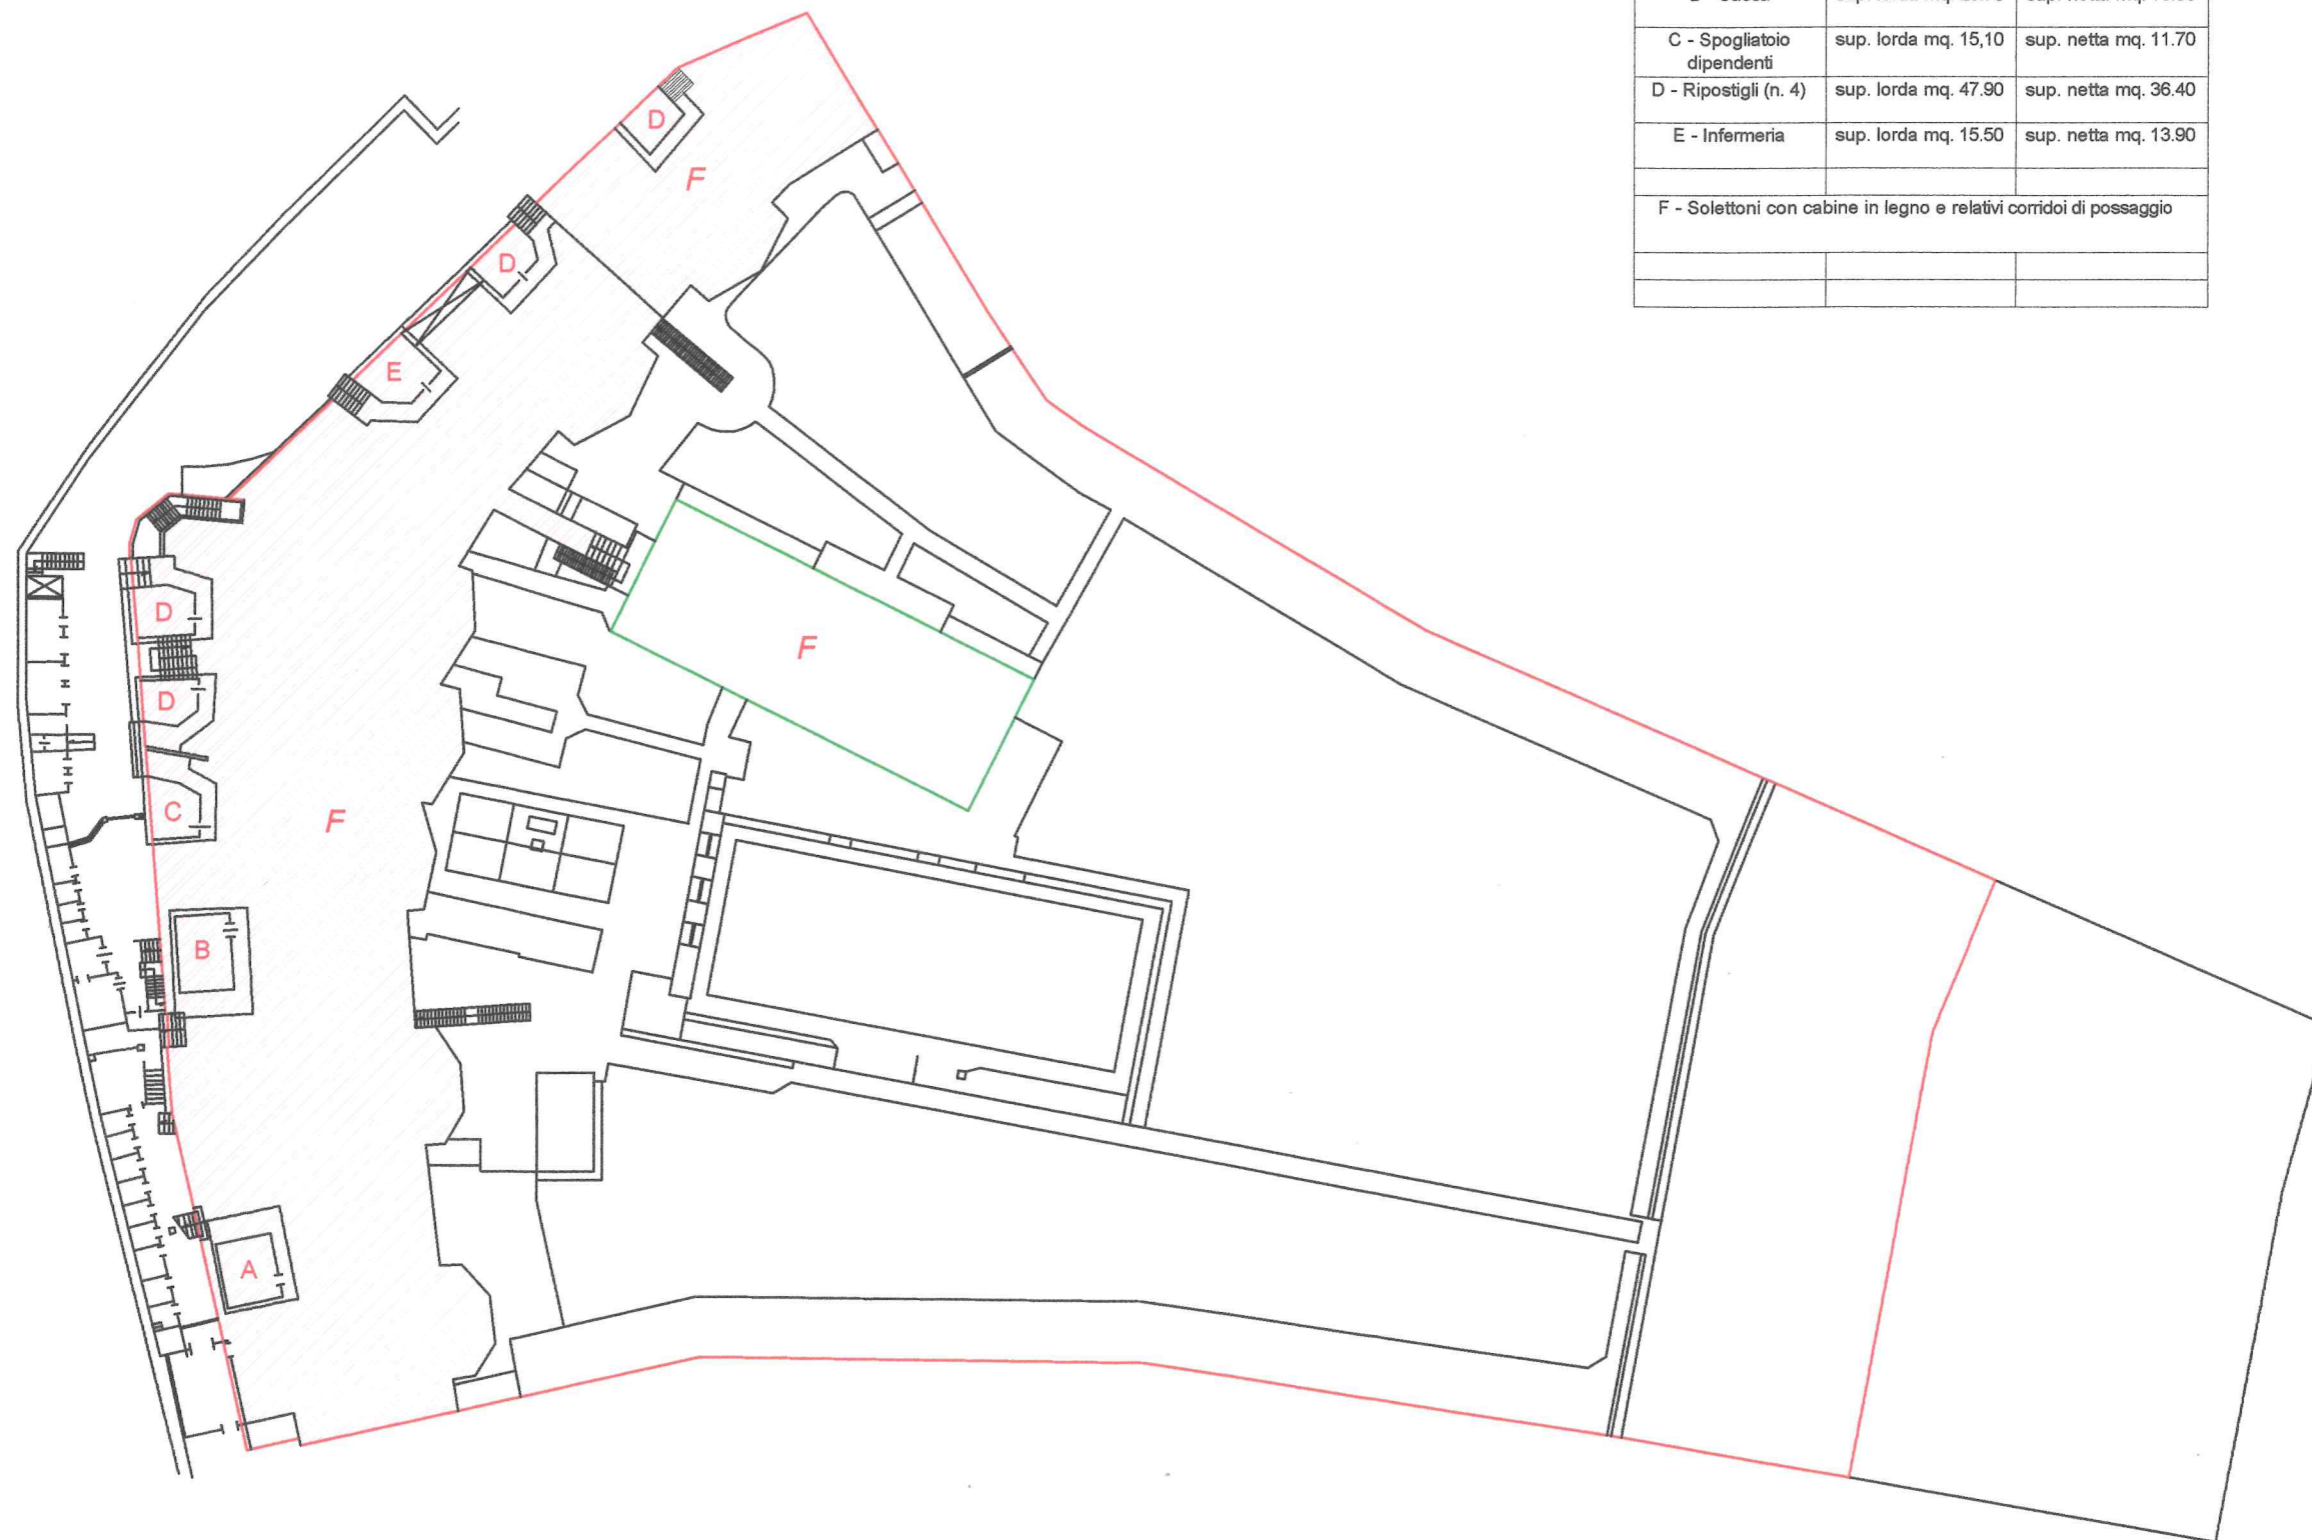 C - Spogliatoio
dipendenti
sup. lorda mq. 15,10
sup. netta mq. 11.70
D - Ripostigli (n. 4)
sup. lorda mq. 47.90
sup. netta mq. 36.40
E - Infermeria
sup. lorda mq. 15.50
sup. netta mq. 13.90
F - Solettoni con cabine in legno e relativi corridoi di possaggio
D
F
D
E
D
F
D
C
F
B
A